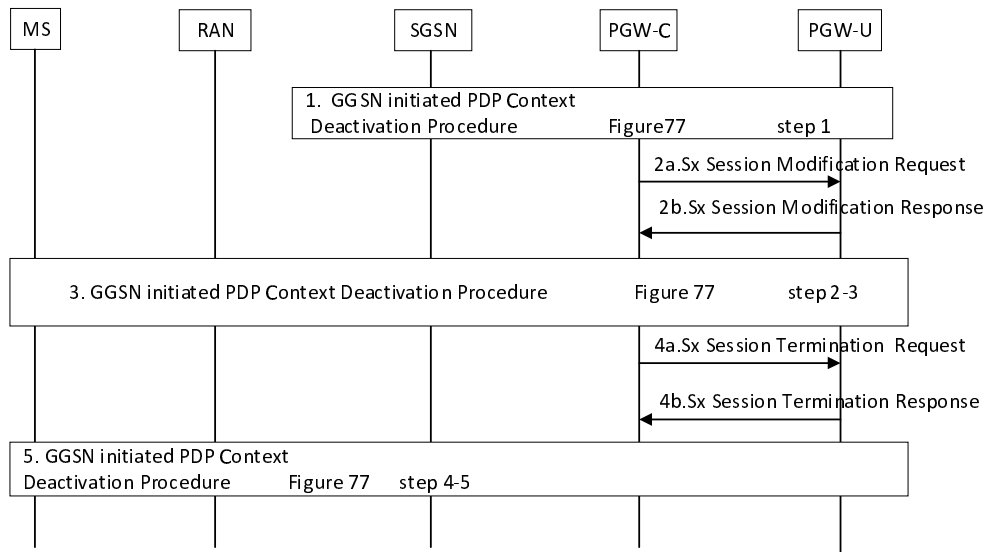 MS
RAN
SGSN
PGW-C
PGW-U
1. GGSN initiated PDP Context
Deactivation Procedure Figure77 step 1
2a.Sx Session Modification Request
2b.Sx Session Modification Response
3. GGSN initiated PDP Context Deactivation Procedure Figure 77 step 2-3
4a.Sx Session Termination Request
4b.Sx Session Termination Response
5. GGSN initiated PDP Context
Deactivation Procedure Figure 77 step 4-5